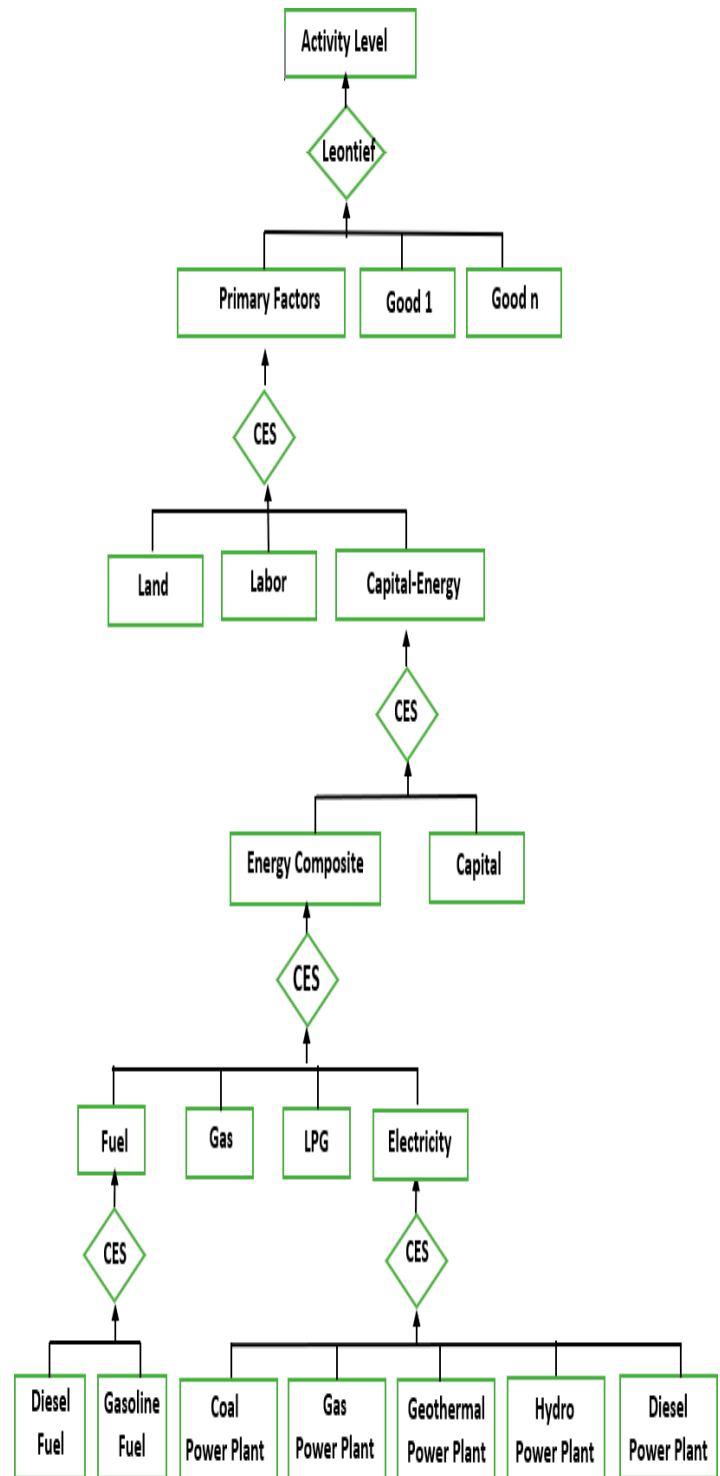 Activity Level
Leontief
Primary Factors
Good 1
Good n
CES
Land
Labor
Capital-Energy
CES
Energy Composite
Capital
CES
Fuel
Gas
LPG
Electricity
CES
CES
Diesel
Fuel
Gasoline
Fuel
Coal
Power Plant
Gas
Power Plant
Geothermal
Power Plant
Hydro
Power Plant
Diesel
Power Plant